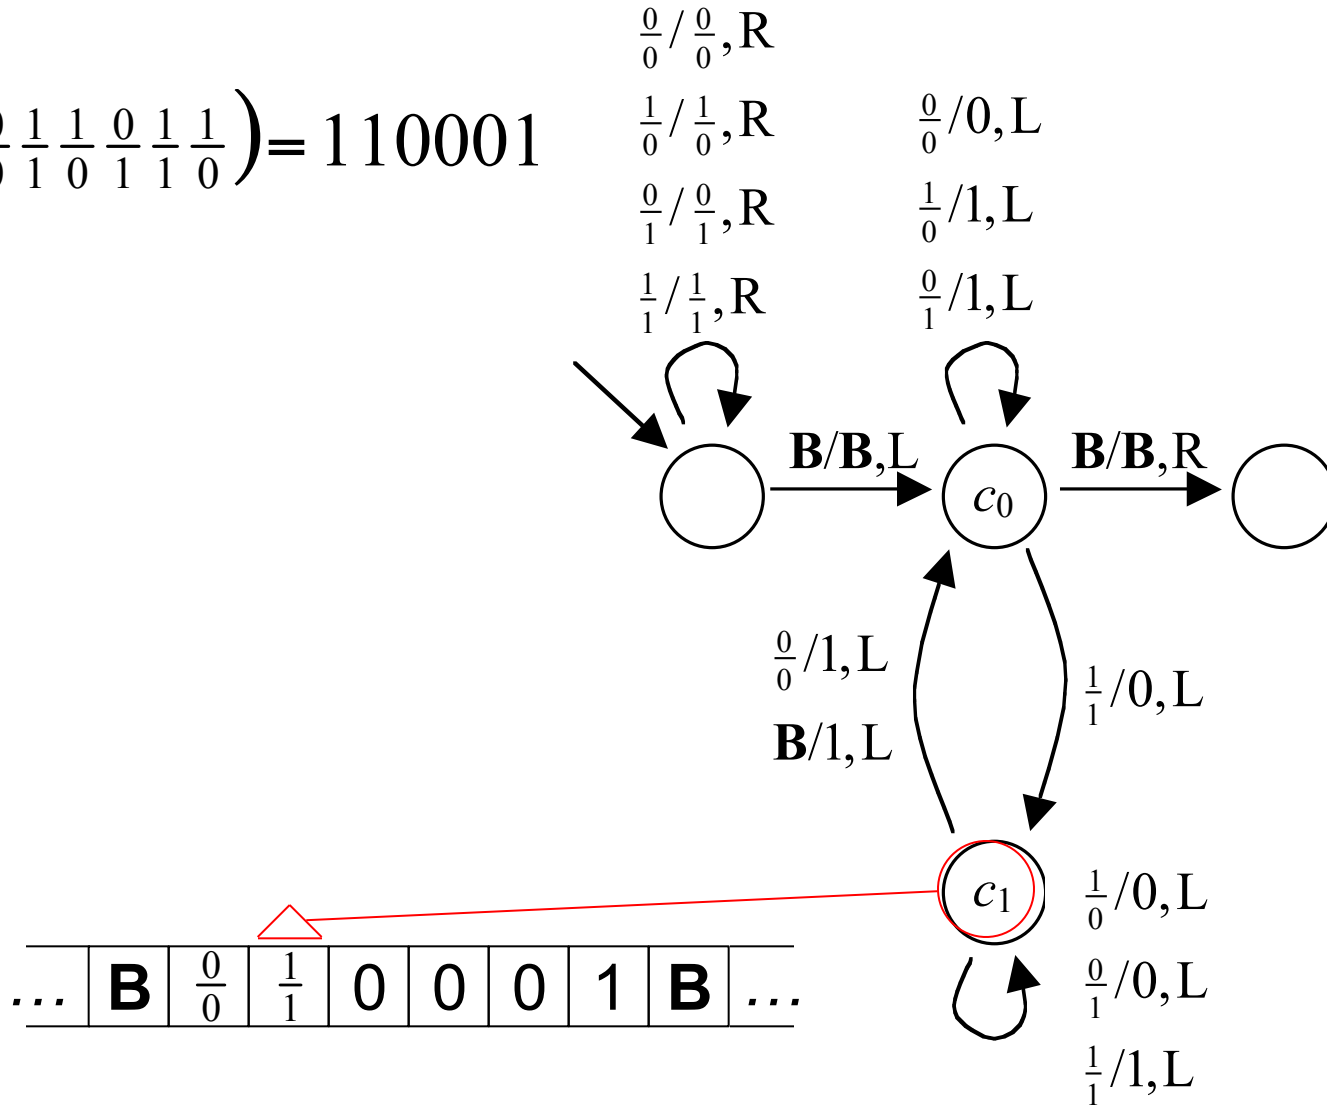 0/0 / 0/0, R
1/0 / 1/0, R
0/1 / 0/1, R
1/1 / 1/1, R
0/0 /0, L
1/0 /1, L
0/1 /1, L
1/1 1/0 0/1 1/1 1/0 ) = 110001
B/B, L
B/B, R
c0
0/0 /1, L
B/1, L
1/1 /0, L
c1
1/0 /0, L
0/1 /0, L
1/1 /1, L
... B 0/0 1/1 0 0 0 1 B ...